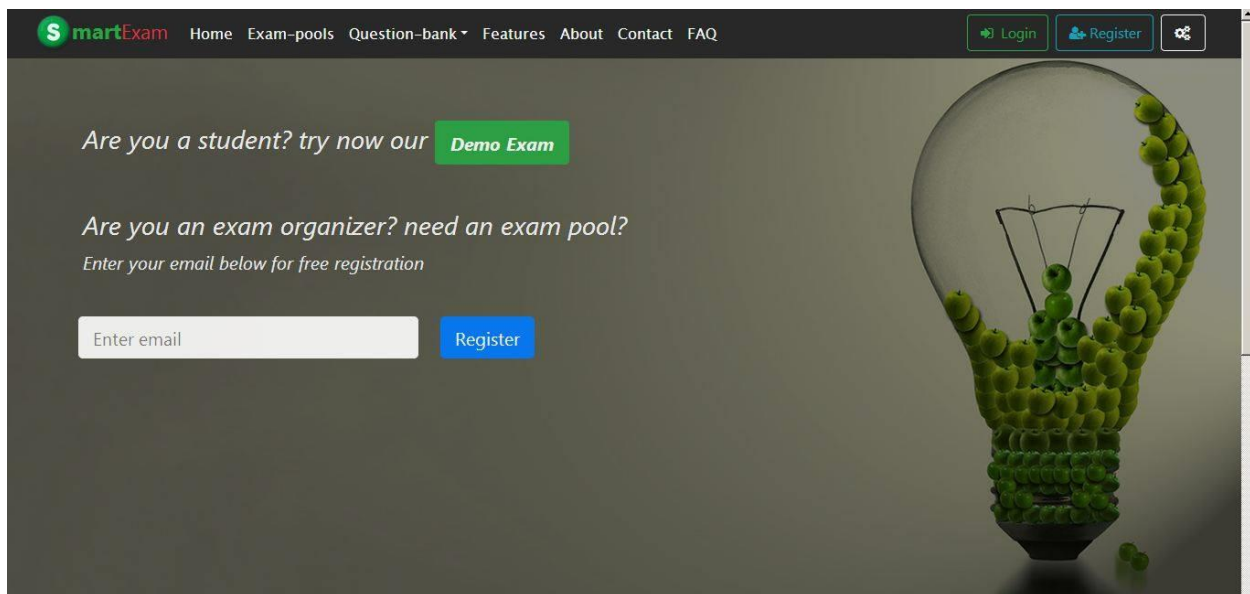 SmartExam Home Exam-pools Question-bank Features About Contact FAQ Login Register
Are you a student? try now our Demo Exam
Are you an exam organizer? need an exam pool?
Enter your email below for free registration
Enter email Register